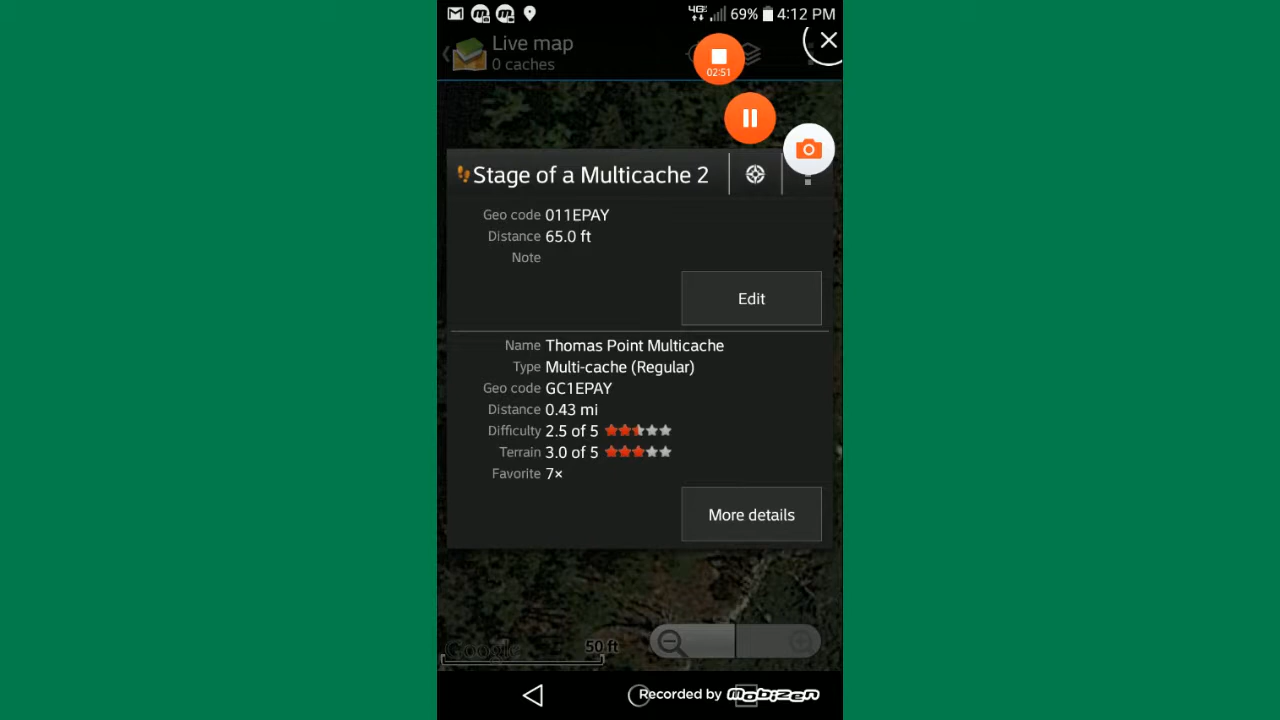 69% 4:12 PM
Live map
0 caches
02:51
Stage of a Multicache 2
Geo code 011EPAY
Distance 65.0 ft
Note
Edit
Name Thomas Point Multicache
Type Multi-cache (Regular)
Geo code GC1EPAY
Distance 0.43 mi
Difficulty 2.5 of 5
Terrain 3.0 of 5
Favorite 7×
More details
Google 50 ft
Recorded by MOBIZEN